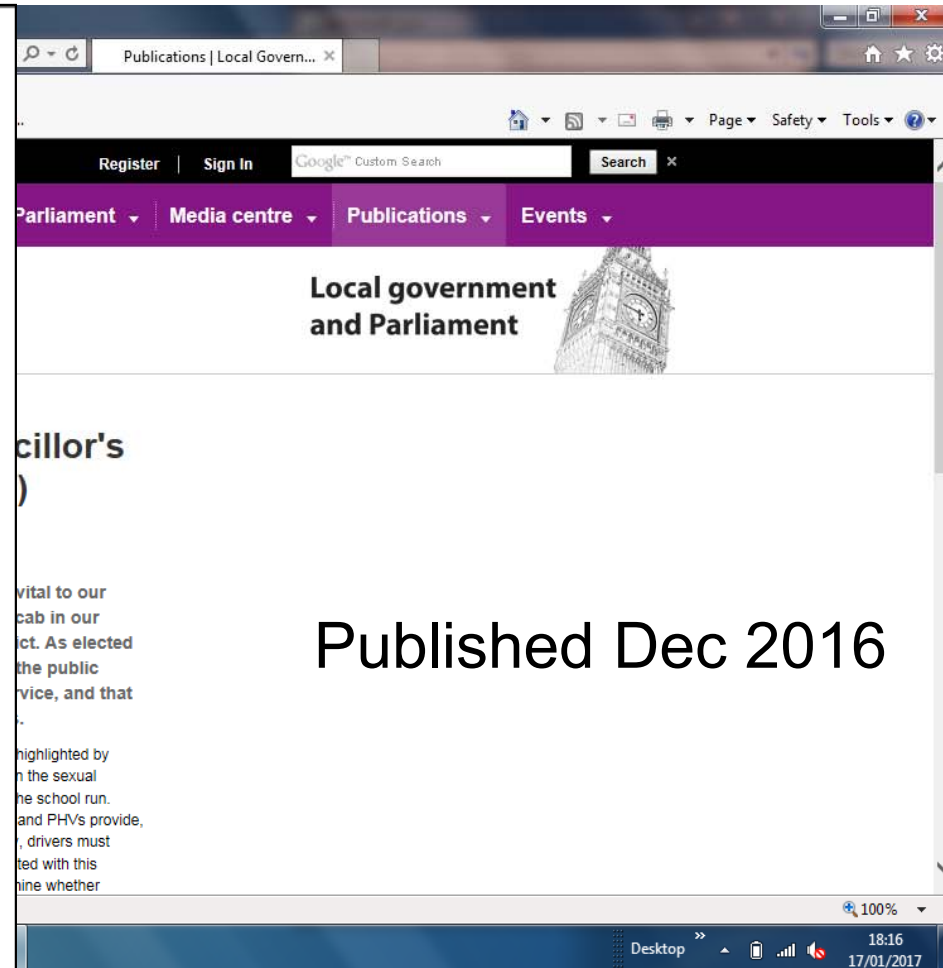 Publications | Local Govern...
..
Page Safety Tools
Register | Sign In Google™ Custom Search Search ×
Parliament Media centre Publications Events
Local government
and Parliament
cillor's
)
vital to our
cab in our
ict. As elected
the public
rvice, and that
.
Published Dec 2016
highlighted by
n the sexual
he school run.
and PHVs provide,
, drivers must
ted with this
nine whether
100%
Desktop »
18:16
17/01/2017